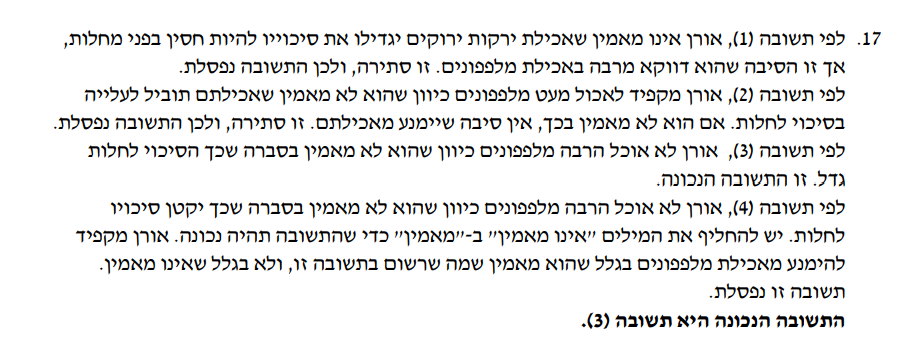 17. לפי תשובה (1), אורן אינו מאמין שאכילת ירקות ירוקים יגדילו את סיכוייו להיות חסין בפני מחלות,
אך זו הסיבה שהוא דווקא מרבה באכילת מלפפונים. זו סתירה, ולכן התשובה נפסלת.
לפי תשובה (2), אורן מקפיד לאכול מעט מלפפונים כיוון שהוא לא מאמין שאכילתם תוביל לעלייה
בסיכוי לחלות. אם הוא לא מאמין בכך, אין סיבה שיימנע מאכילתם. זו סתירה, ולכן התשובה נפסלת.
לפי תשובה (3), אורן לא אוכל הרבה מלפפונים כיוון שהוא לא מאמין בסברה שכך הסיכוי לחלות
גדל. זו התשובה הנכונה.
לפי תשובה (4), אורן לא אוכל הרבה מלפפונים כיוון שהוא לא מאמין בסברה שכך יקטן סיכויו
לחלות. יש להחליף את המילים "אינו מאמין" ב-"מאמין" כדי שהתשובה תהיה נכונה. אורן מקפיד
להימנע מאכילת מלפפונים בגלל שהוא מאמין שמה שרשום בתשובה זו, ולא בגלל שאינו מאמין.
תשובה זו נפסלת.
התשובה הנכונה היא תשובה (3).